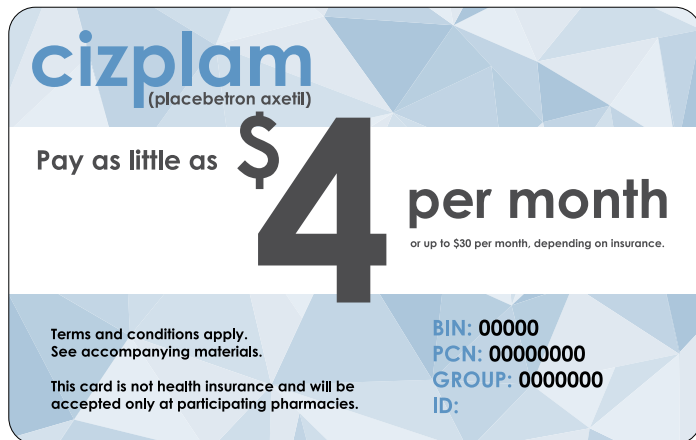 cizplam
(placebetron axetil)
Pay as little as $4 per month
or up to $30 per month, depending on insurance.
Terms and conditions apply.
See accompanying materials.
This card is not health insurance and will be
accepted only at participating pharmacies.
BIN: 00000
PCN: 00000000
GROUP: 0000000
ID: